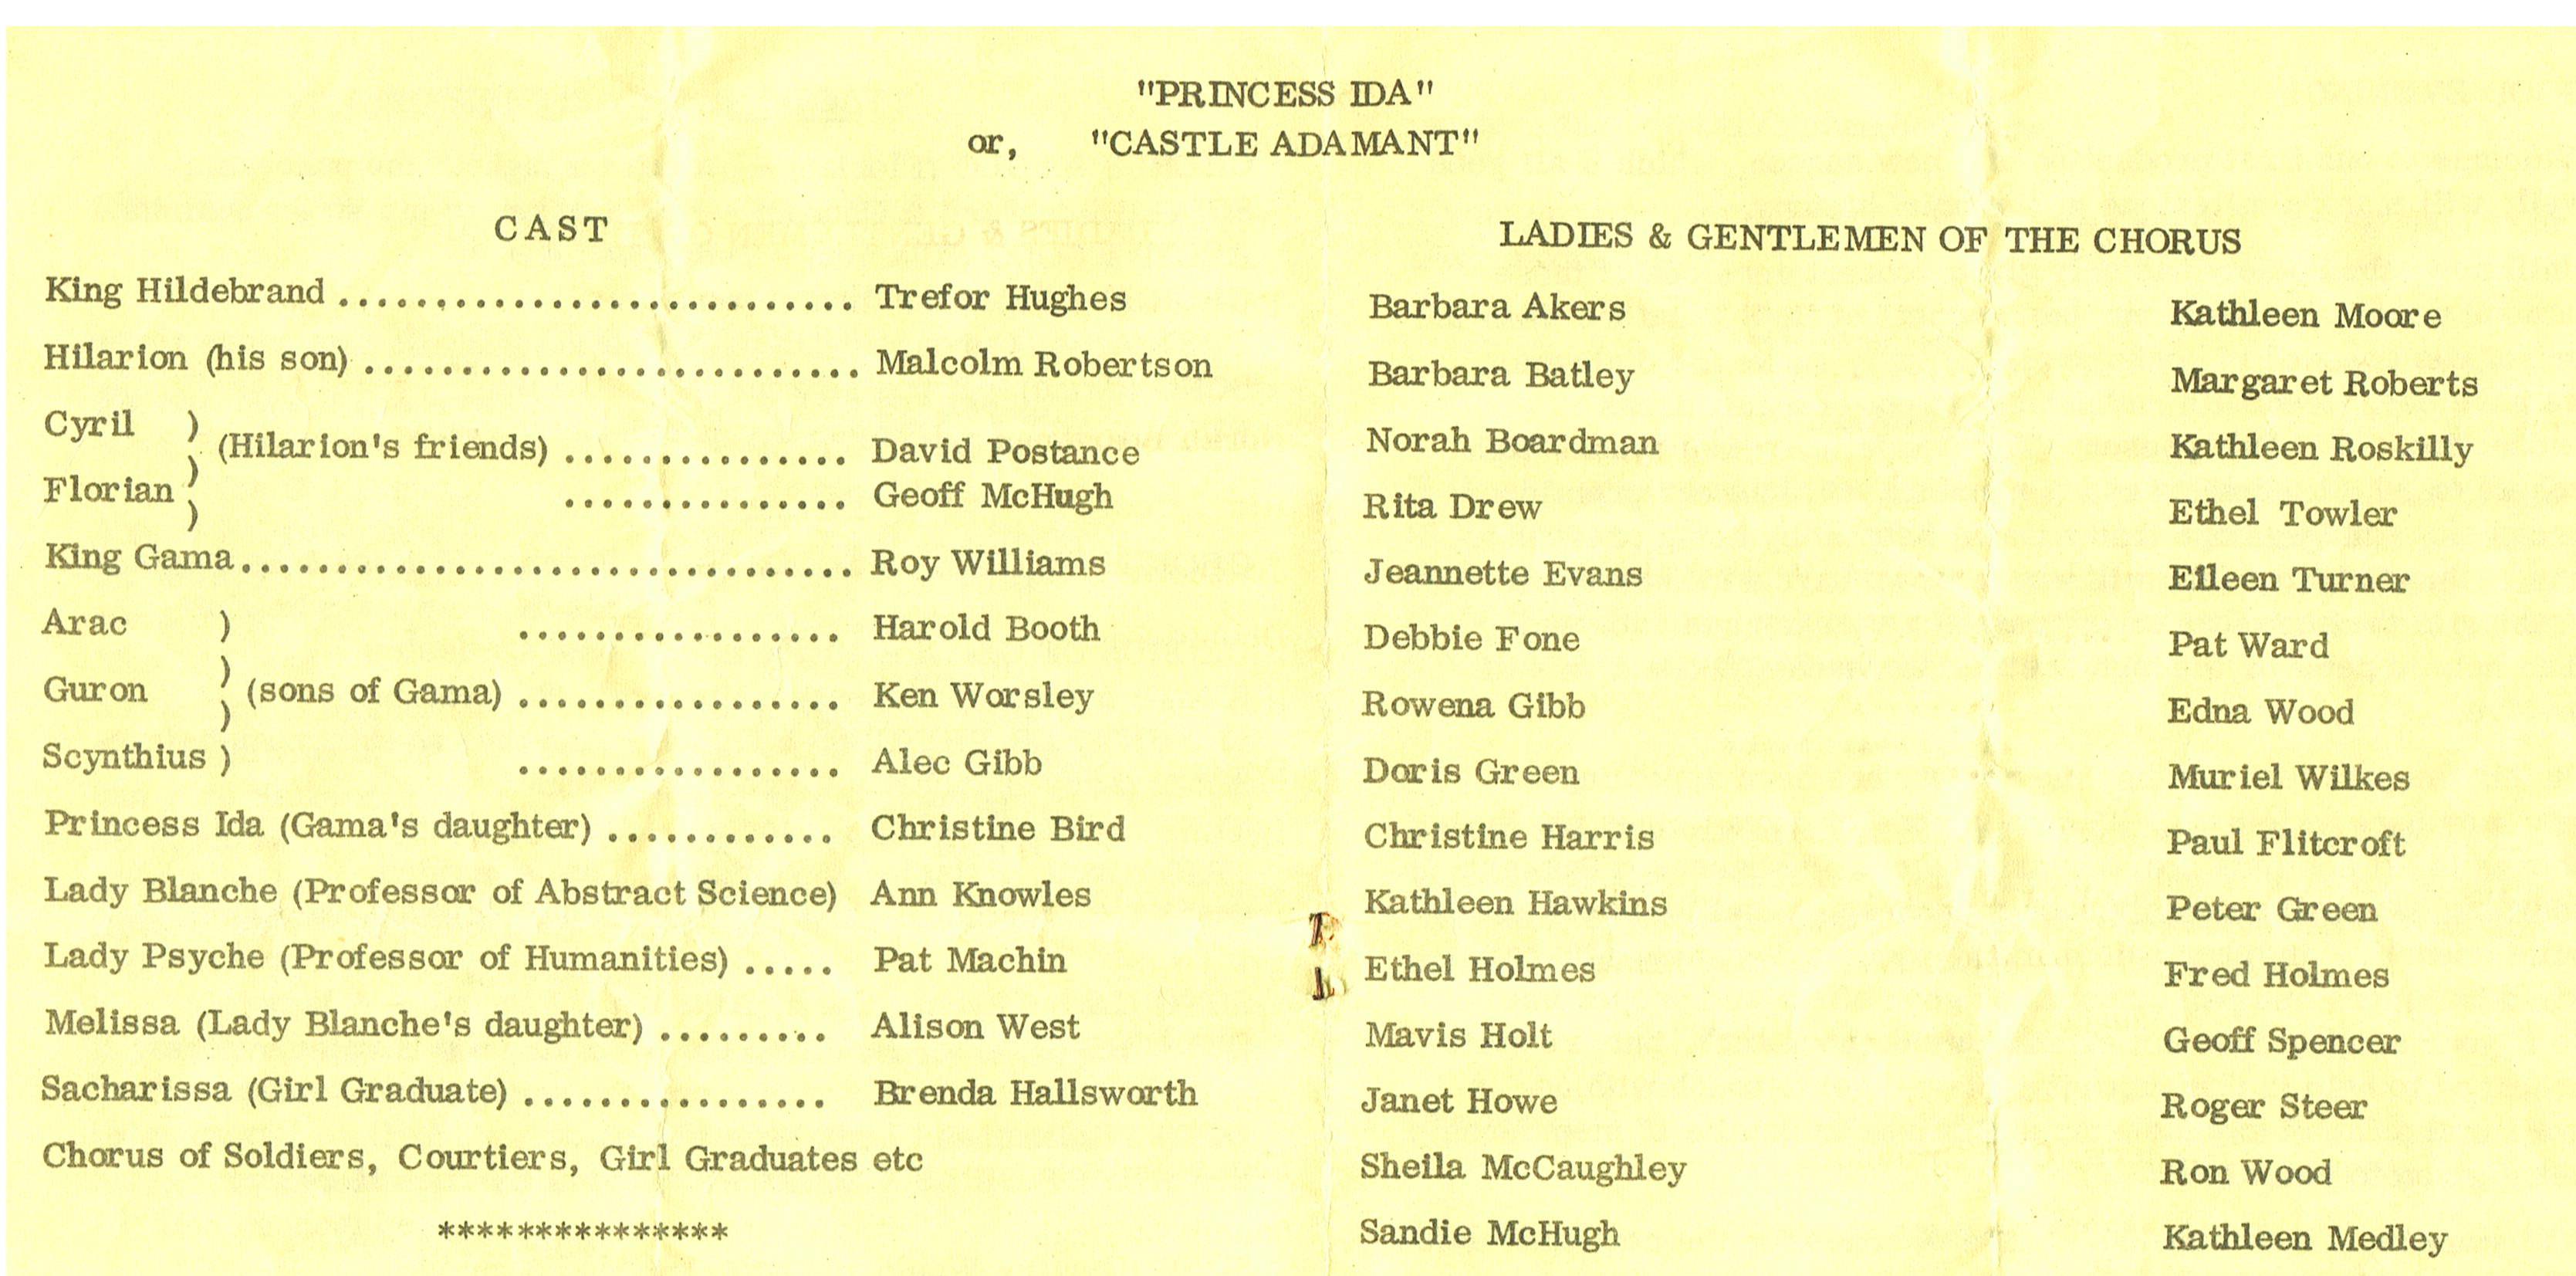 "PRINCESS IDA"
or, "CASTLE ADAMANT"
CAST
King Hildebrand ........................... Trefor Hughes
Hilarion (his son) .......................... Malcolm Robertson
Cyril ) (Hilarion's friends) ............... David Postance
)
Florian ) ............... Geoff McHugh
King Gama................................ Roy Williams
Arac ) ................. Harold Booth
)
Guron ) (sons of Gama) ................. Ken Worsley
Scynthius ) ................. Alec Gibb
Princess Ida (Gama's daughter) ............ Christine Bird
Lady Blanche (Professor of Abstract Science) Ann Knowles
Lady Psyche (Professor of Humanities) ..... Pat Machin
Melissa (Lady Blanche's daughter) ......... Alison West
Sacharissa (Girl Graduate) ................ Brenda Hallsworth
Chorus of Soldiers, Courtiers, Girl Graduates etc
***************
LADIES & GENTLEMEN OF THE CHORUS
Barbara Akers
Barbara Batley
Norah Boardman
Rita Drew
Jeannette Evans
Debbie Fone
Rowena Gibb
Doris Green
Christine Harris
Kathleen Hawkins
Ethel Holmes
Mavis Holt
Janet Howe
Sheila McCaughley
Sandie McHugh
Kathleen Moore
Margaret Roberts
Kathleen Roskilly
Ethel Towler
Eileen Turner
Pat Ward
Edna Wood
Muriel Wilkes
Paul Flitcroft
Peter Green
Fred Holmes
Geoff Spencer
Roger Steer
Ron Wood
Kathleen Medley